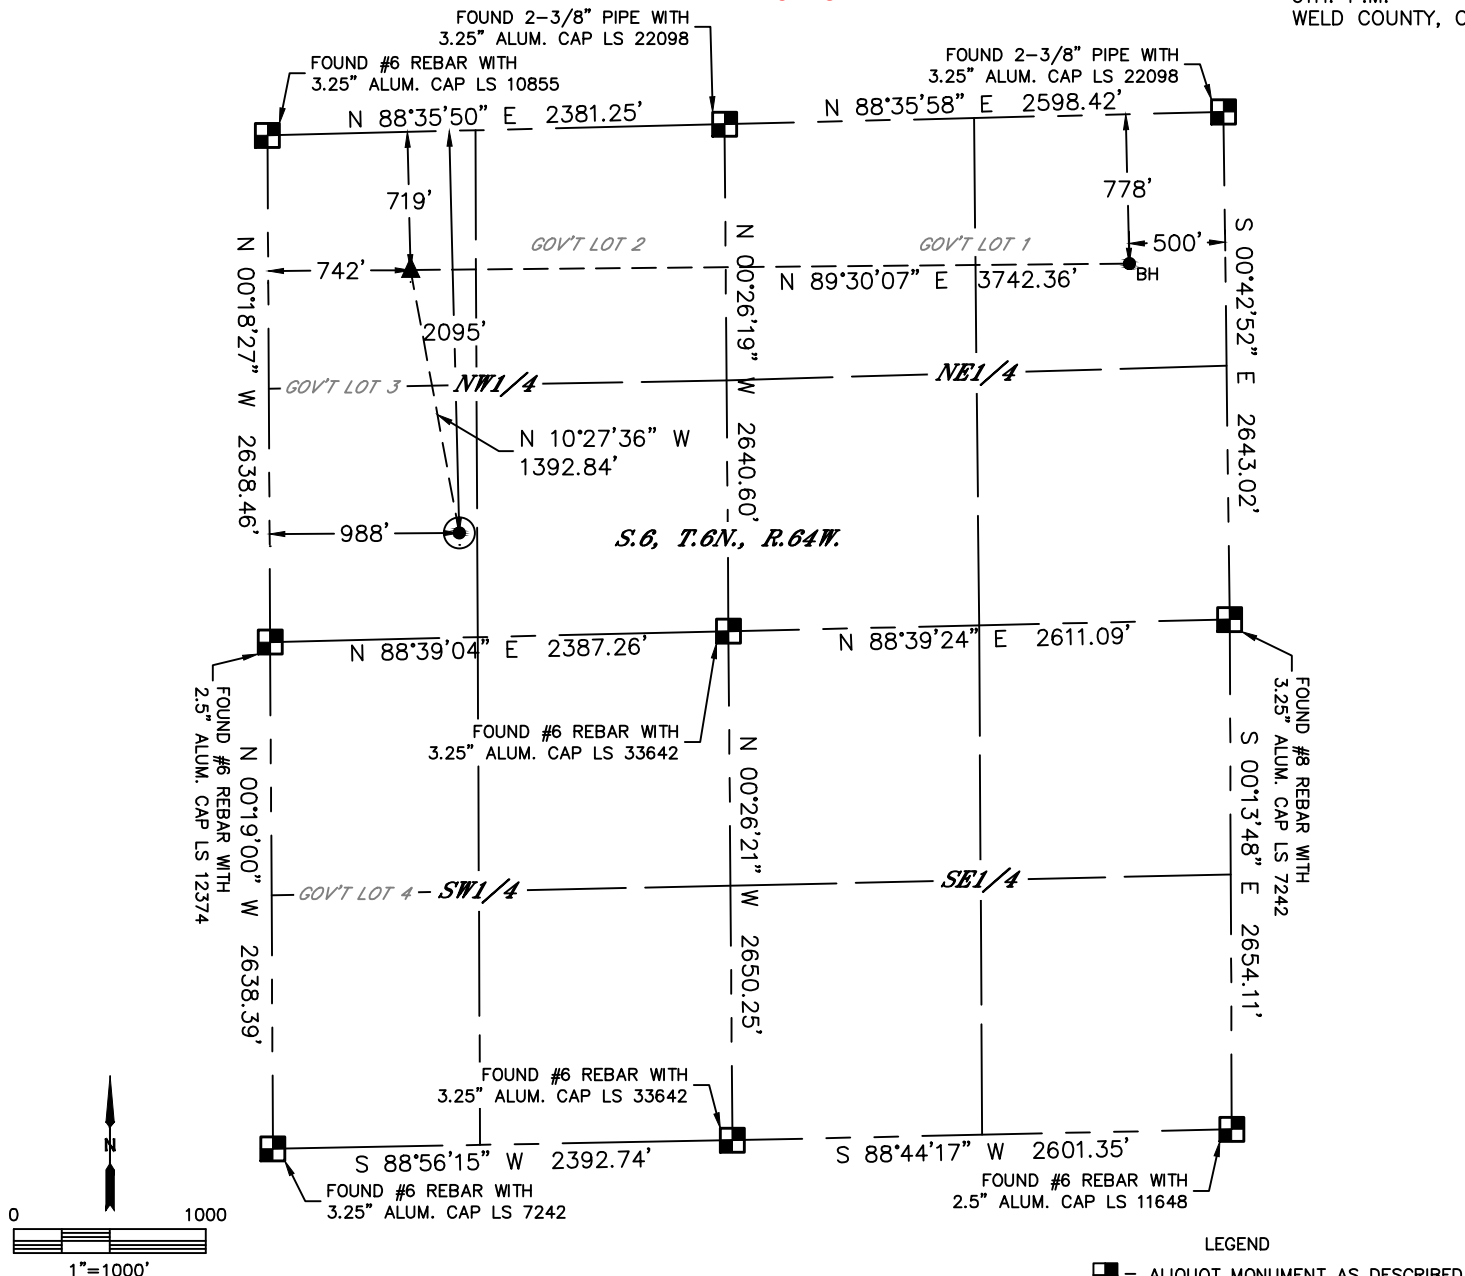 WELD COUNTY,
FOUND 2-3/8" PIPE WITH
3.25" ALUM. CAP LS 22098
FOUND #6 REBAR WITH
3.25" ALUM. CAP LS 10855
FOUND 2-3/8" PIPE WITH
3.25" ALUM. CAP LS 22098
N 88°35'50" E 2381.25'
N 88°35'58" E 2598.42'
719'
778'
GOV'T LOT 2
GOV'T LOT 1
500'
742'
N 89°30'07" E 3742.36'
BH
N 00°18'27" W 2638.46'
N 00°26'19" W 2640.60'
S 00°42'52" E 2643.02'
2095'
GOV'T LOT 3
NW1/4
NE1/4
N 10°27'36" W
1392.84'
988'
S.6, T.6N., R.64W.
N 88°39'04" E 2387.26'
N 88°39'24" E 2611.09'
FOUND #6 REBAR WITH
2.5" ALUM. CAP LS 12374
FOUND #6 REBAR WITH
3.25" ALUM. CAP LS 33642
FOUND #8 REBAR WITH
3.25" ALUM. CAP LS 7242
N 00°19'00" W 2638.39'
N 00°26'21" W 2650.25'
S 00°13'48" E 2654.11'
GOV'T LOT 4
SW1/4
SE1/4
FOUND #6 REBAR WITH
3.25" ALUM. CAP LS 33642
S 88°56'15" W 2392.74'
S 88°44'17" W 2601.35'
FOUND #6 REBAR WITH
3.25" ALUM. CAP LS 7242
FOUND #6 REBAR WITH
2.5" ALUM. CAP LS 11648
N
0 1000
1"=1000'
LEGEND
= ALIQUOT MONUMENT AS DESCRIBED